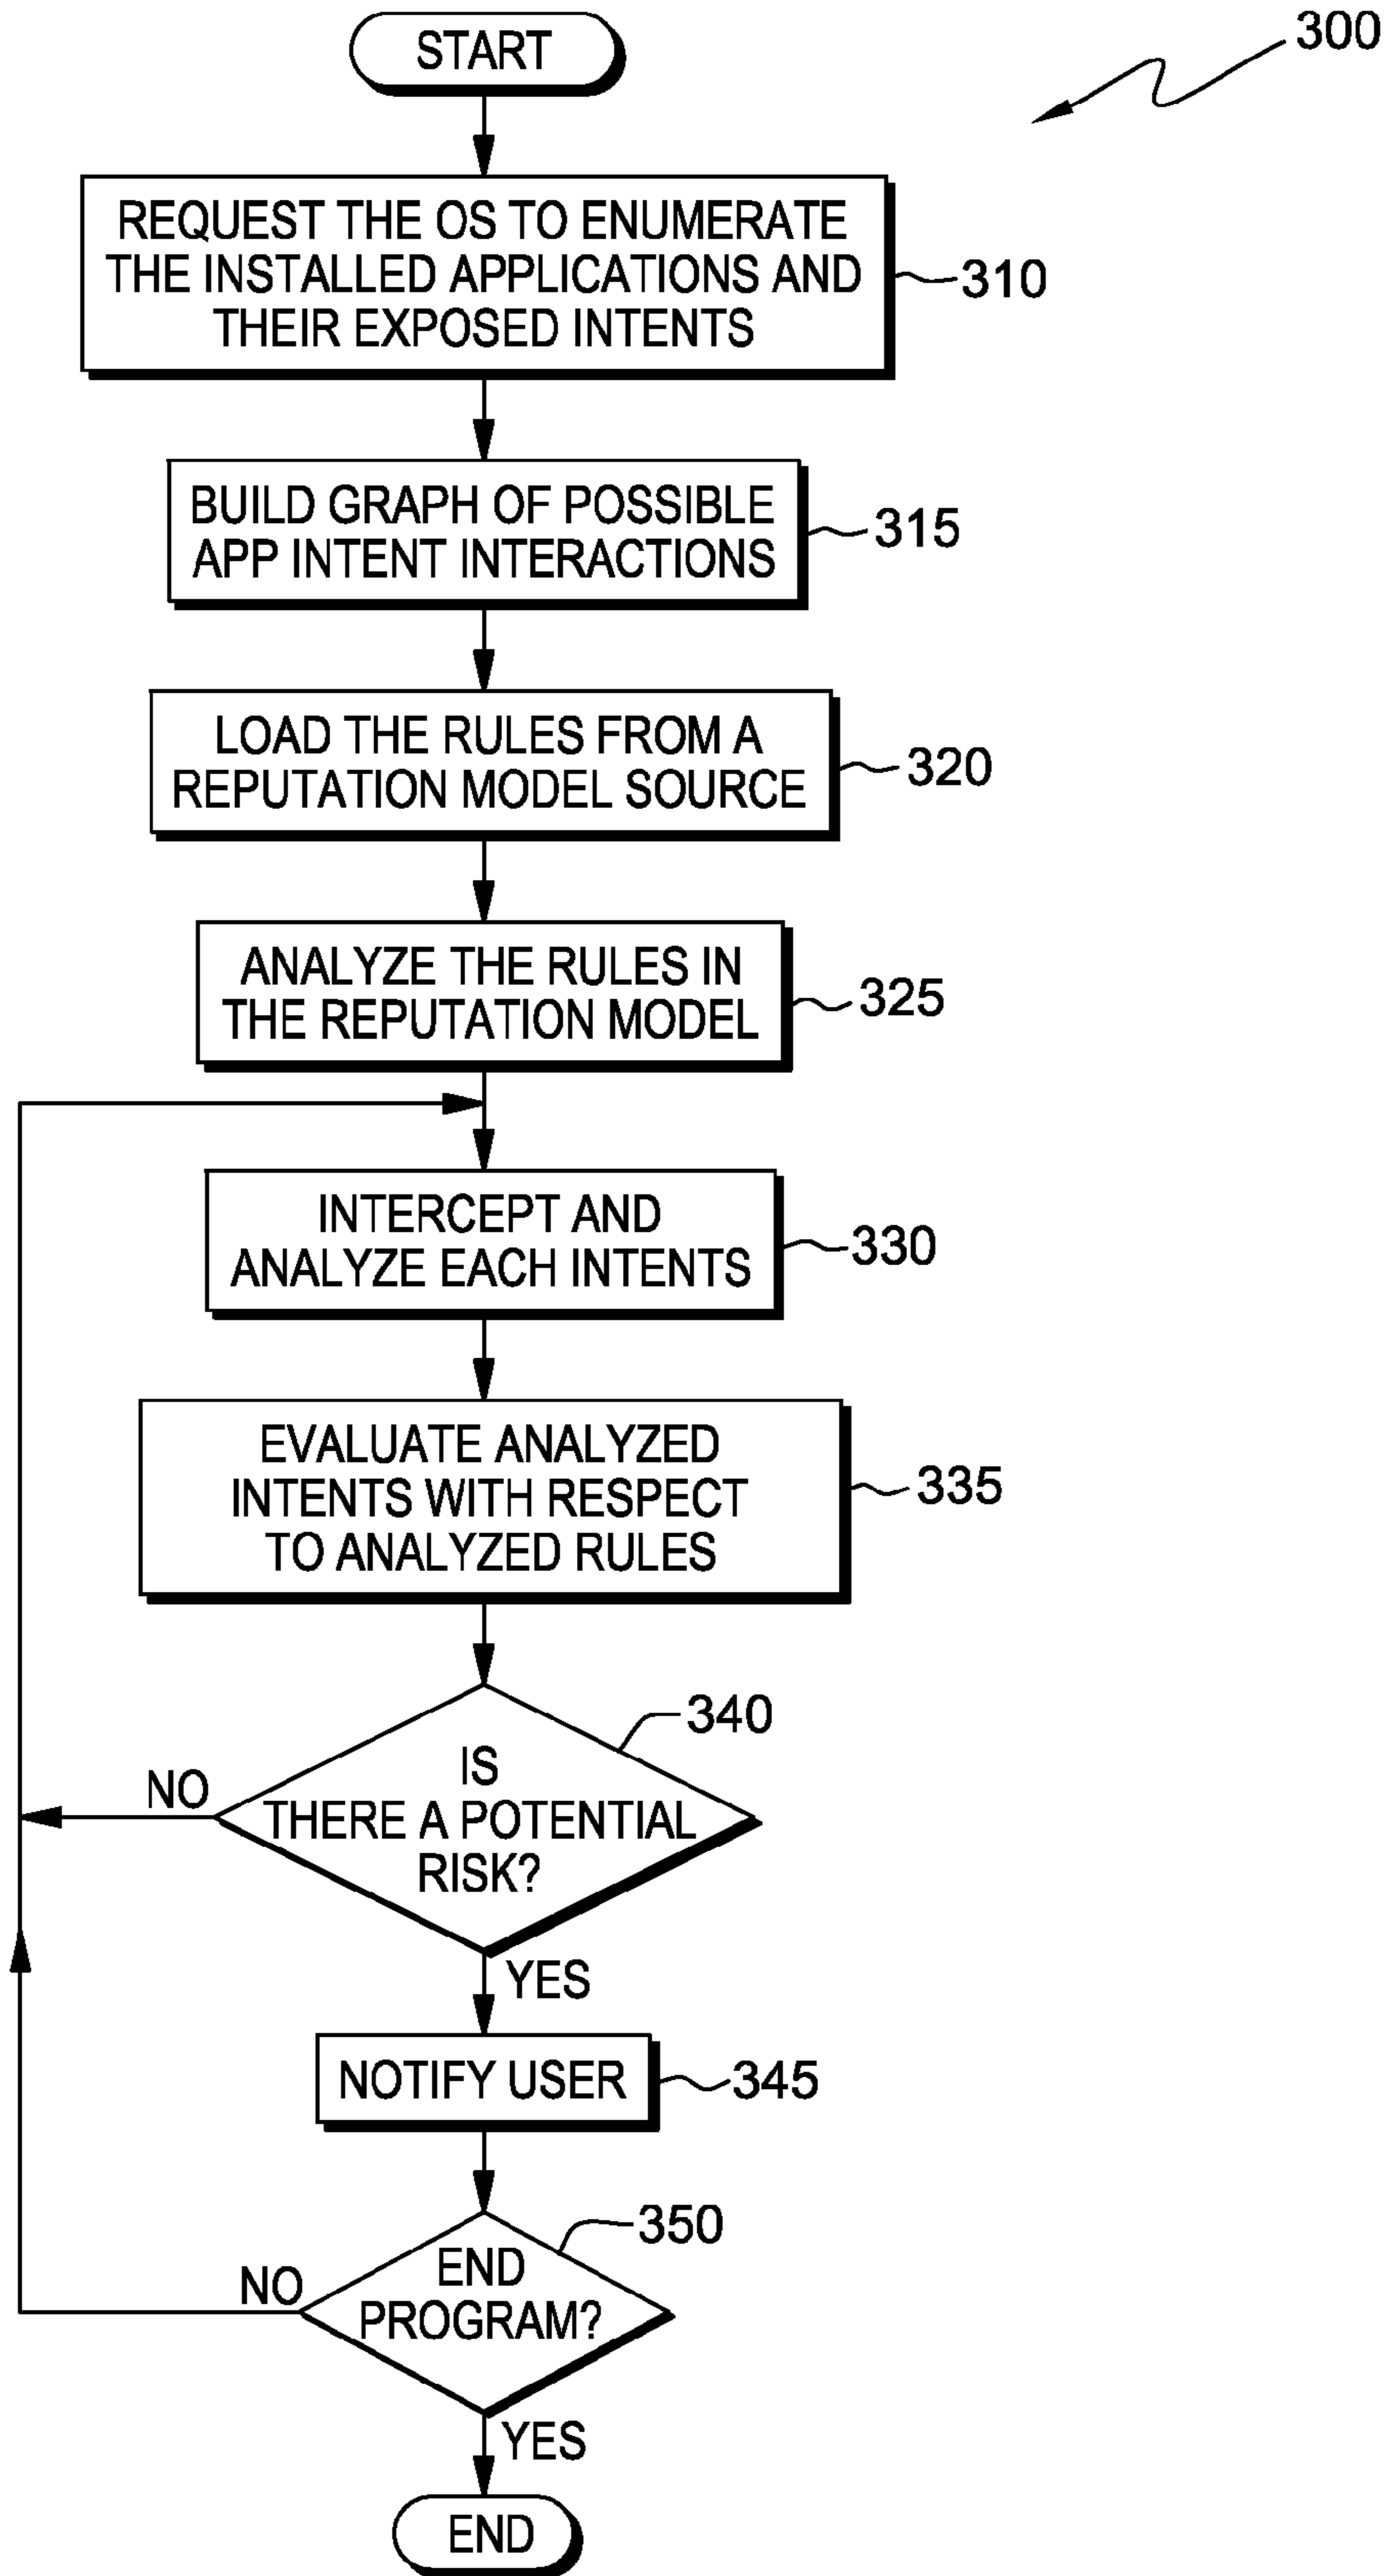 START
300
REQUEST THE OS TO ENUMERATE
THE INSTALLED APPLICATIONS AND
THEIR EXPOSED INTENTS
310
BUILD GRAPH OF POSSIBLE
APP INTENT INTERACTIONS
315
LOAD THE RULES FROM A
REPUTATION MODEL SOURCE
320
ANALYZE THE RULES IN
THE REPUTATION MODEL
325
INTERCEPT AND
ANALYZE EACH INTENTS
330
EVALUATE ANALYZED
INTENTS WITH RESPECT
TO ANALYZED RULES
335
340
IS
THERE A POTENTIAL
RISK?
NO
YES
NOTIFY USER
345
350
END
PROGRAM?
NO
YES
END